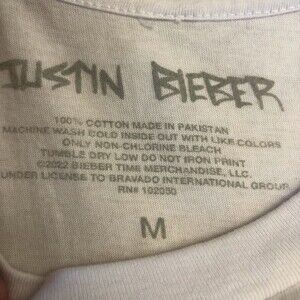 JUSTIN BIEBER
100% COTTON MADE IN PAKISTAN
MACHINE WASH COLD INSIDE OUT WITH LIKE COLORS
ONLY NON-CHLORINE BLEACH
TUMBLE DRY LOW DO NOT IRON PRINT
©2022 BIEBER TIME MERCHANDISE, LLC.
UNDER LICENSE TO BRAVADO INTERNATIONAL GROUP
RN# 102050
M